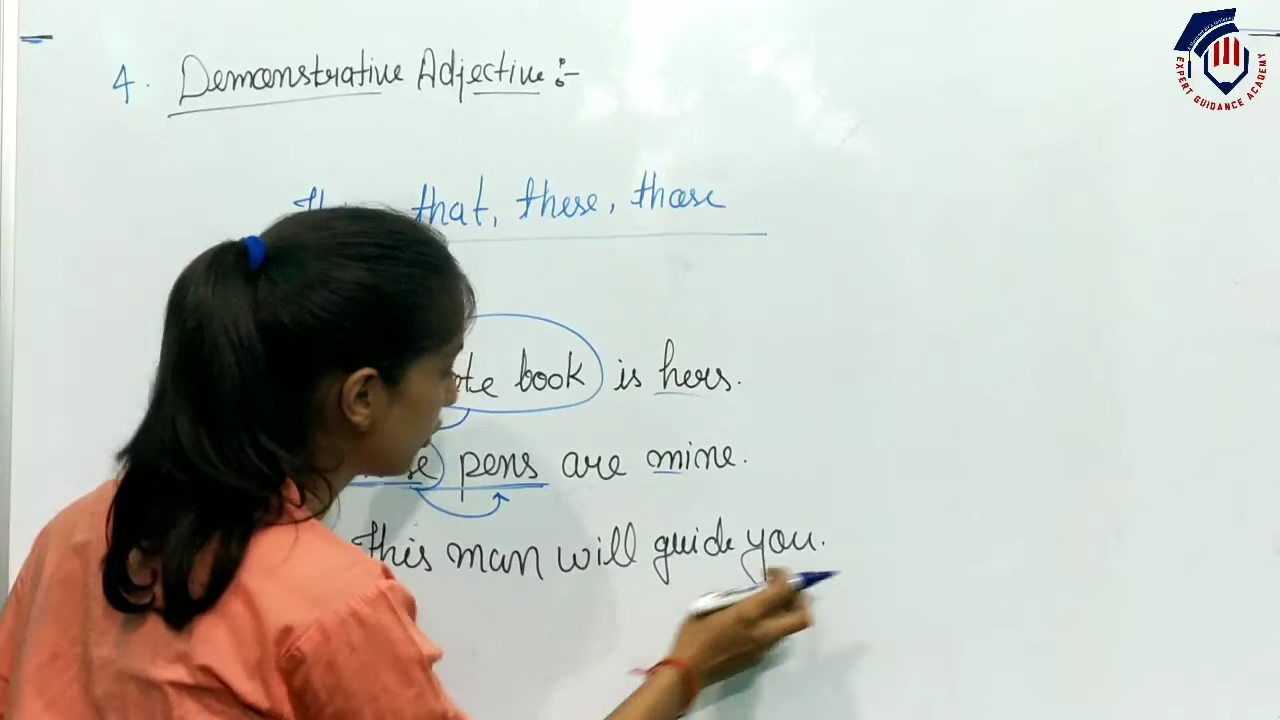 4. Demonstrative Adjective :-
that, these, those
book is hers.
pens are mine.
This man will guide you.
EXPERT GUIDANCE ACADEMY